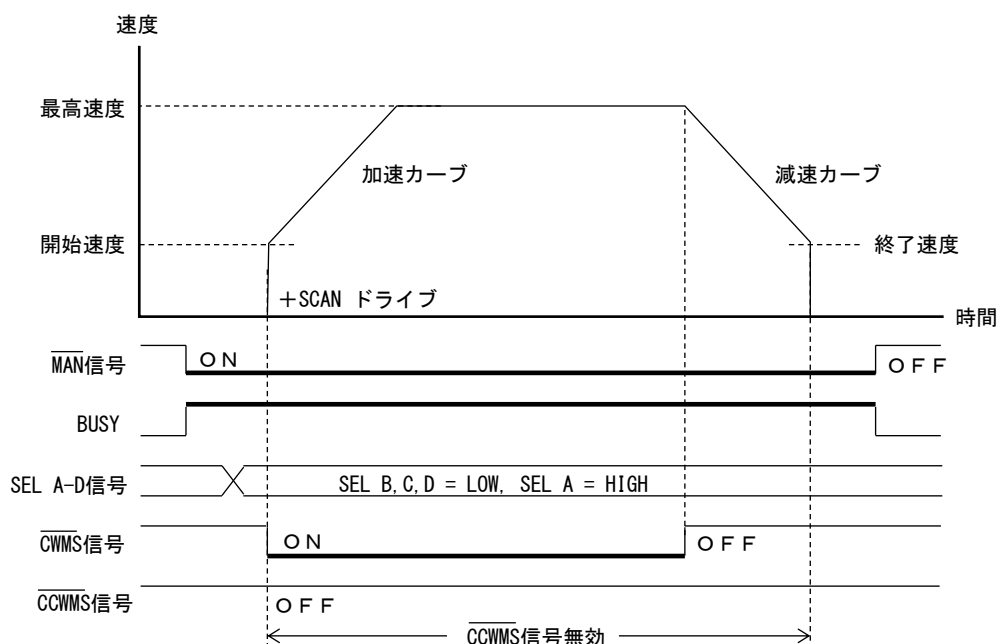 速度
最高速度
加速カーブ
減速カーブ
開始速度
終了速度
+SCAN ドライブ
時間
MAN信号
ON
OFF
BUSY
SEL A-D信号
SEL B,C,D = LOW, SEL A = HIGH
CWMS信号
ON
OFF
CCWMS信号
OFF
CCWMS信号無効